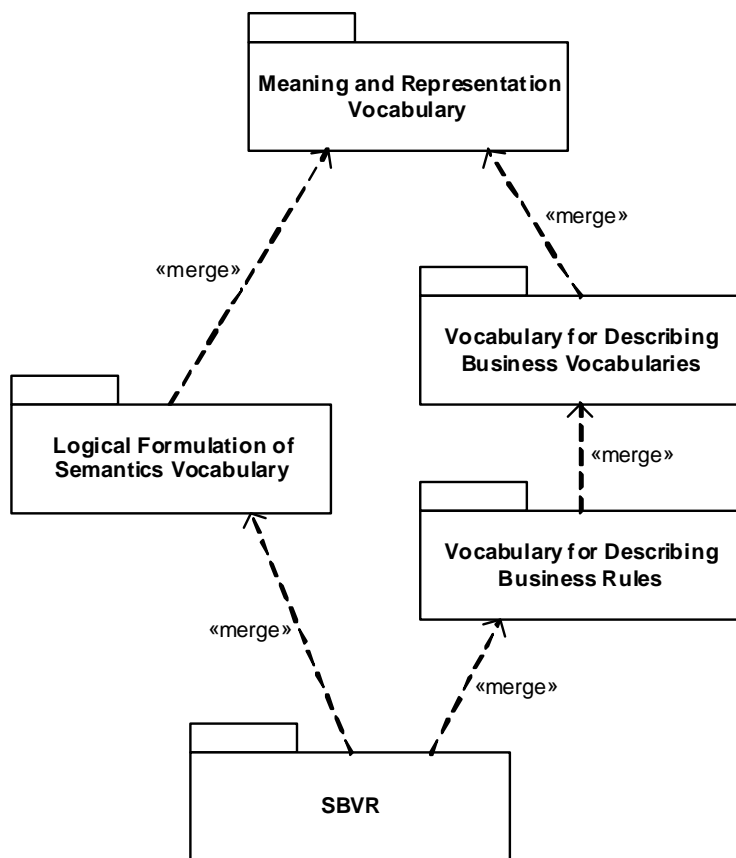 Meaning and Representation
Vocabulary
«merge»
«merge»
Vocabulary for Describing
Business Vocabularies
Logical Formulation of
Semantics Vocabulary
«merge»
Vocabulary for Describing
Business Rules
«merge»
«merge»
SBVR